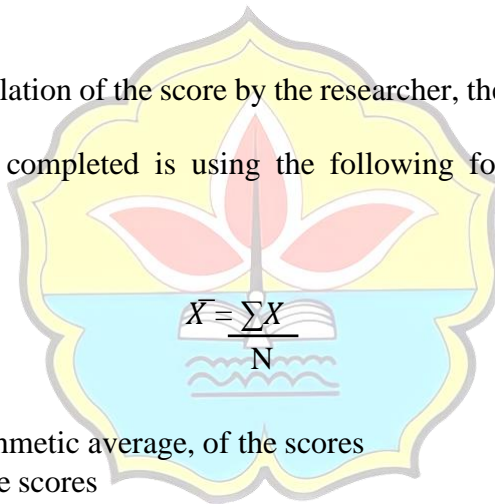 lation of the score by the researcher, the
completed is using the following fo
X̄ = ∑X
N
hmetic average, of the scores
e scores